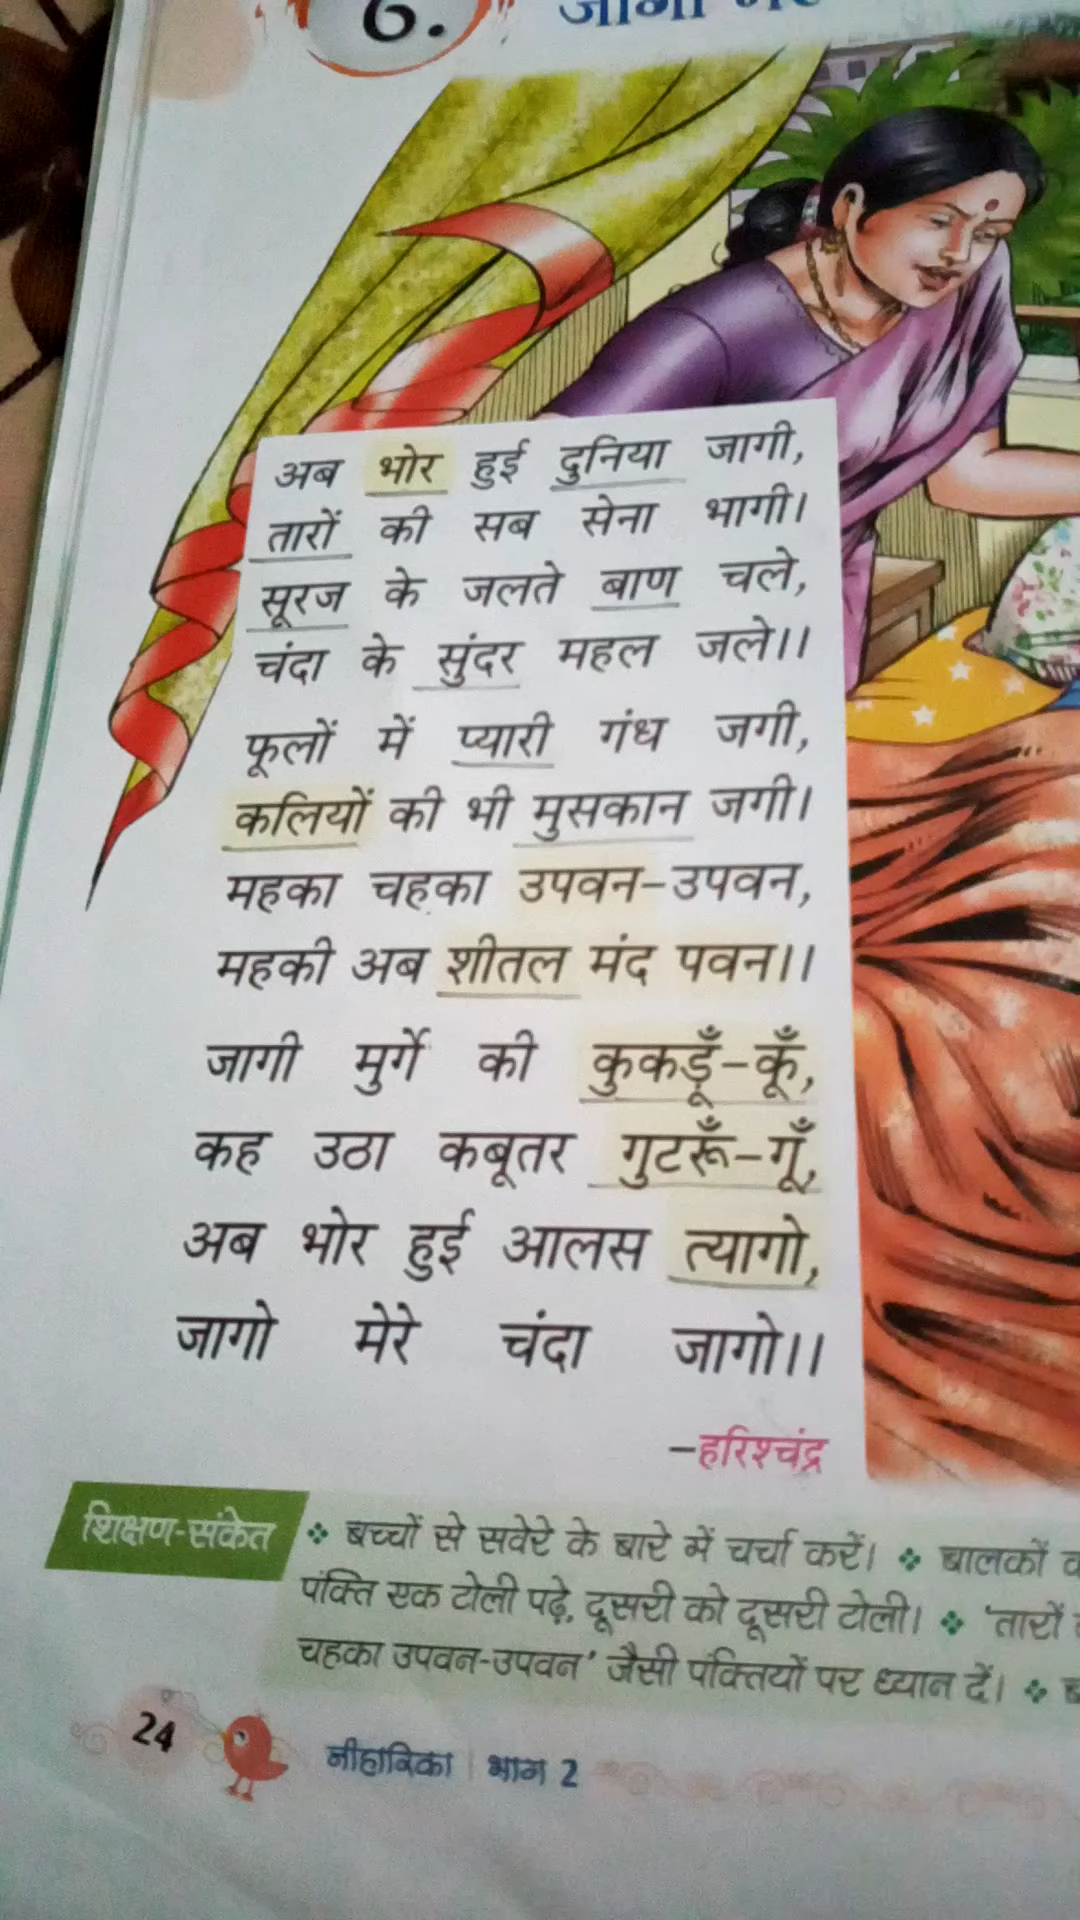 6.
जागो
अब भोर हुई दुनिया जागी,
तारों की सब सेना भागी।
सूरज के जलते बाण चले,
चंदा के सुंदर महल जले।।
फूलों में प्यारी गंध जगी,
कलियों की भी मुसकान जगी।
महका चहका उपवन-उपवन,
महकी अब शीतल मंद पवन।।
जागी मुर्गे की कुकड़ूँ-कूँ,
कह उठा कबूतर गुटरूँ-गूँ,
अब भोर हुई आलस त्यागो,
जागो मेरे चंदा जागो।।
–हरिश्चंद्र
शिक्षण-संकेत ❖ बच्चों से सवेरे के बारे में चर्चा करें। ❖ बालकों
पंक्ति एक टोली पढ़े, दूसरी को दूसरी टोली। ❖ 'तारों
चहका उपवन-उपवन' जैसी पंक्तियों पर ध्यान दें। ❖
24 नीहारिका | भाग 2